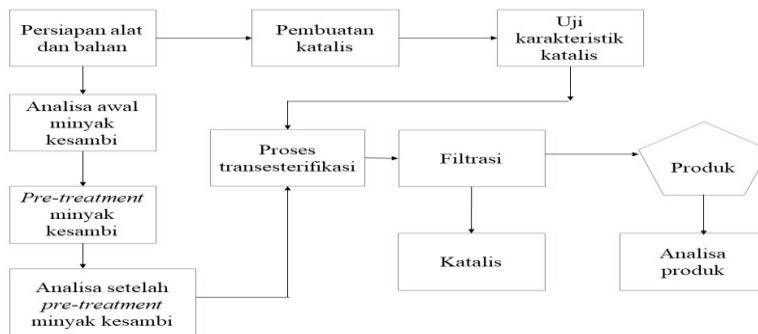 Persiapan alat
dan bahan
Pembuatan
katalis
Uji
karakteristik
katalis
Analisa awal
minyak
kesambi
Proses
transesterifikasi
Filtrasi
Produk
Pre-treatment
minyak
kesambi
Katalis
Analisa
produk
Analisa setelah
pre-treatment
minyak kesambi